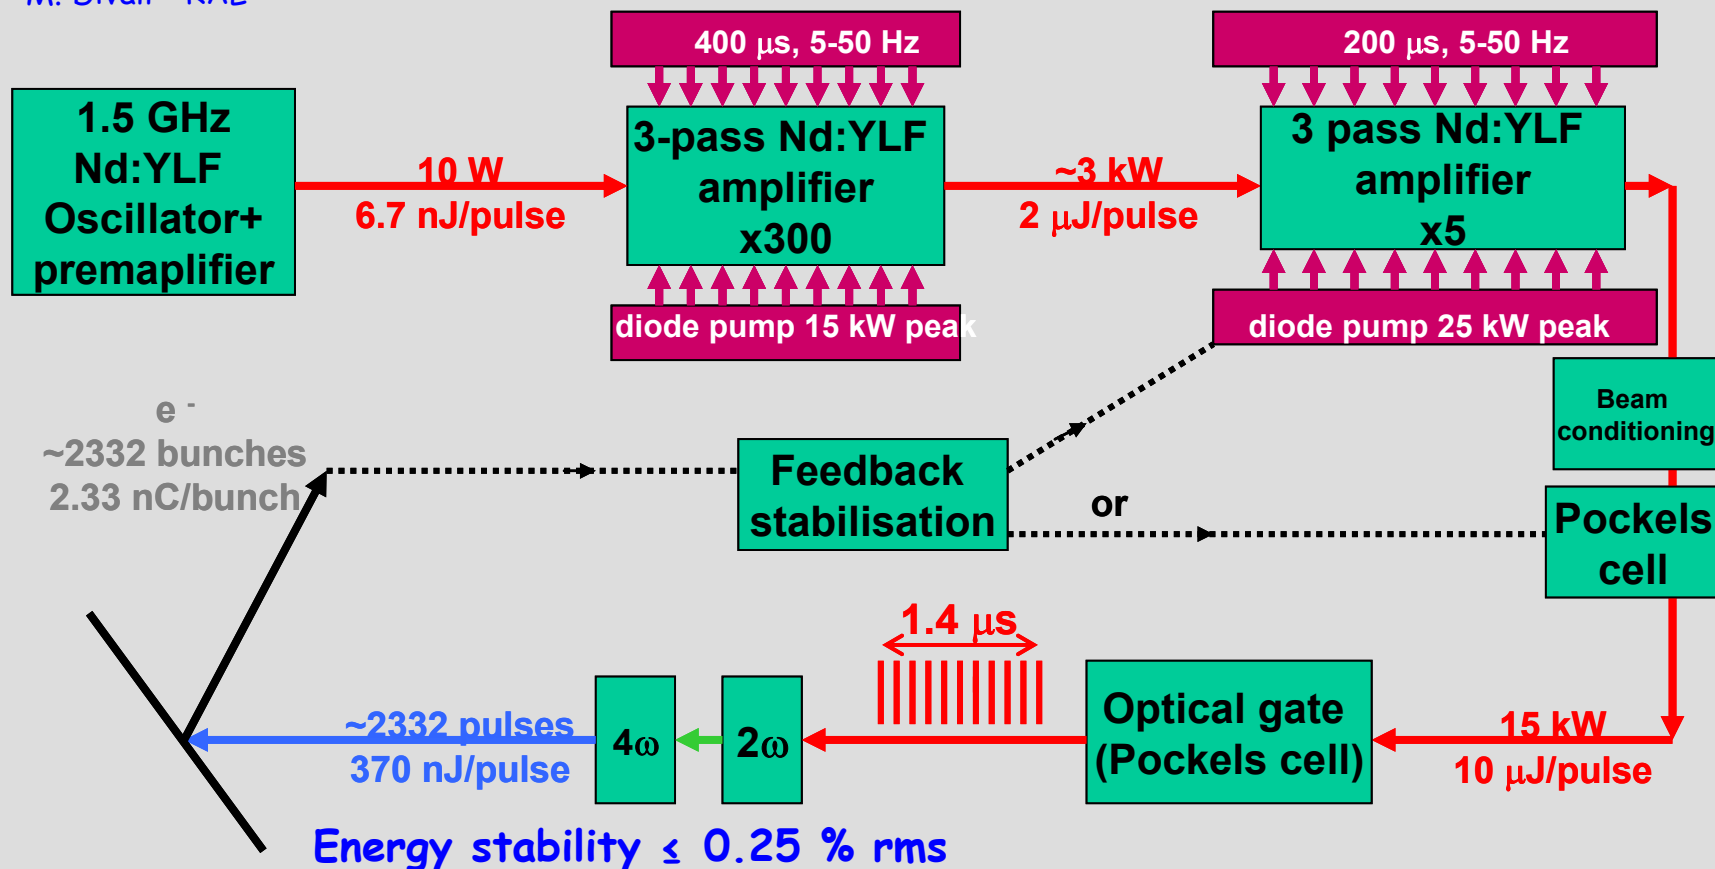 400 μs, 5-50 Hz
200 μs, 5-50 Hz
1.5 GHz
Nd:YLF
Oscillator+
premaplifier
10 W
6.7 nJ/pulse
3-pass Nd:YLF
amplifier
x300
~3 kW
2 μJ/pulse
3 pass Nd:YLF
amplifier
x5
diode pump 15 kW peak
diode pump 25 kW peak
Beam
conditioning
e -
~2332 bunches
2.33 nC/bunch
Feedback
stabilisation
or
Pockels
cell
1.4 μs
~2332 pulses
370 nJ/pulse
4ω
2ω
Optical gate
(Pockels cell)
15 kW
10 μJ/pulse
Energy stability ≤ 0.25 % rms